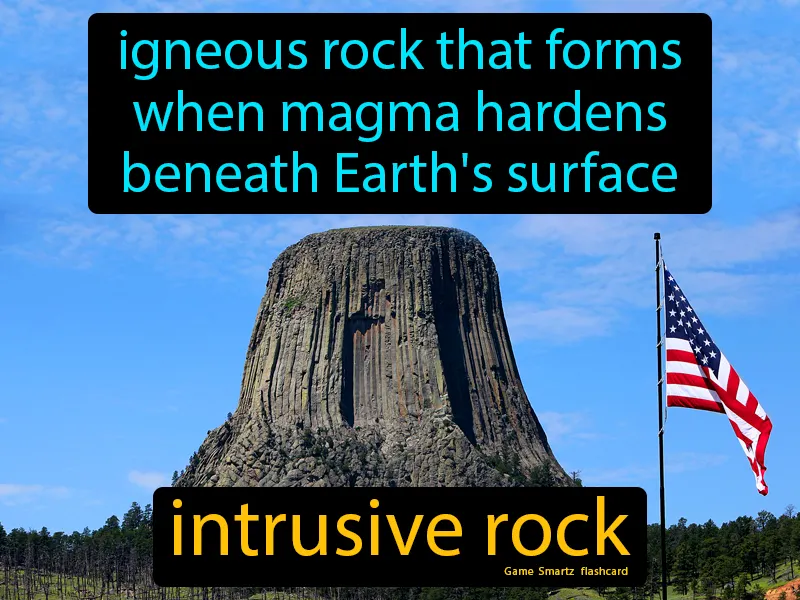 igneous rock that forms
when magma hardens
beneath Earth's surface
intrusive rock
Game Smartz flashcard